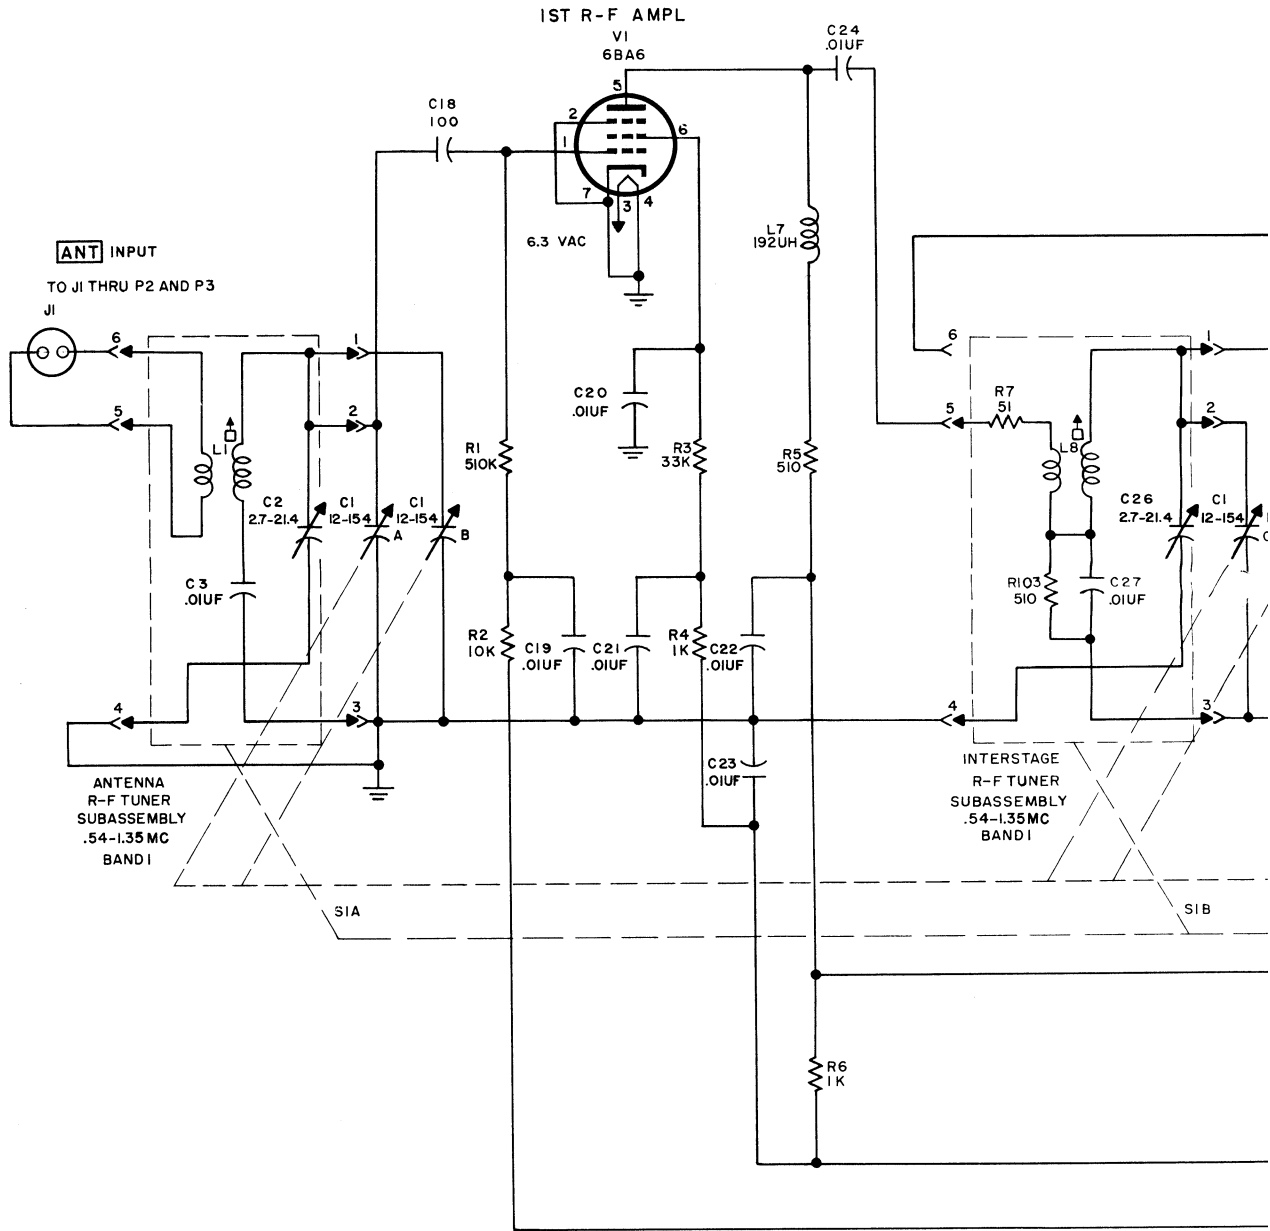 1ST R-F AMPL
V1
6BA6
C24
.01UF
5
C18
100
2
1
6
7
3
4
6.3 VAC
L7
192UH
ANT INPUT
TO J1 THRU P2 AND P3
J1
6
1
5
2
L1
C2
2.7-21.4
C1
12-154
A
C1
12-154
B
C3
.01UF
4
3
ANTENNA
R-F TUNER
SUBASSEMBLY
.54-1.35MC
BAND 1
S1A
R1
510K
C20
.01UF
R3
33K
R5
510
R2
10K
C19
.01UF
C21
.01UF
R4
1K
C22
.01UF
C23
.01UF
R6
1K
6
1
5
R7
51
2
L8
C26
2.7-21.4
C1
12-154
R103
510
C27
.01UF
4
3
INTERSTAGE
R-F TUNER
SUBASSEMBLY
.54-1.35MC
BAND 1
S1B